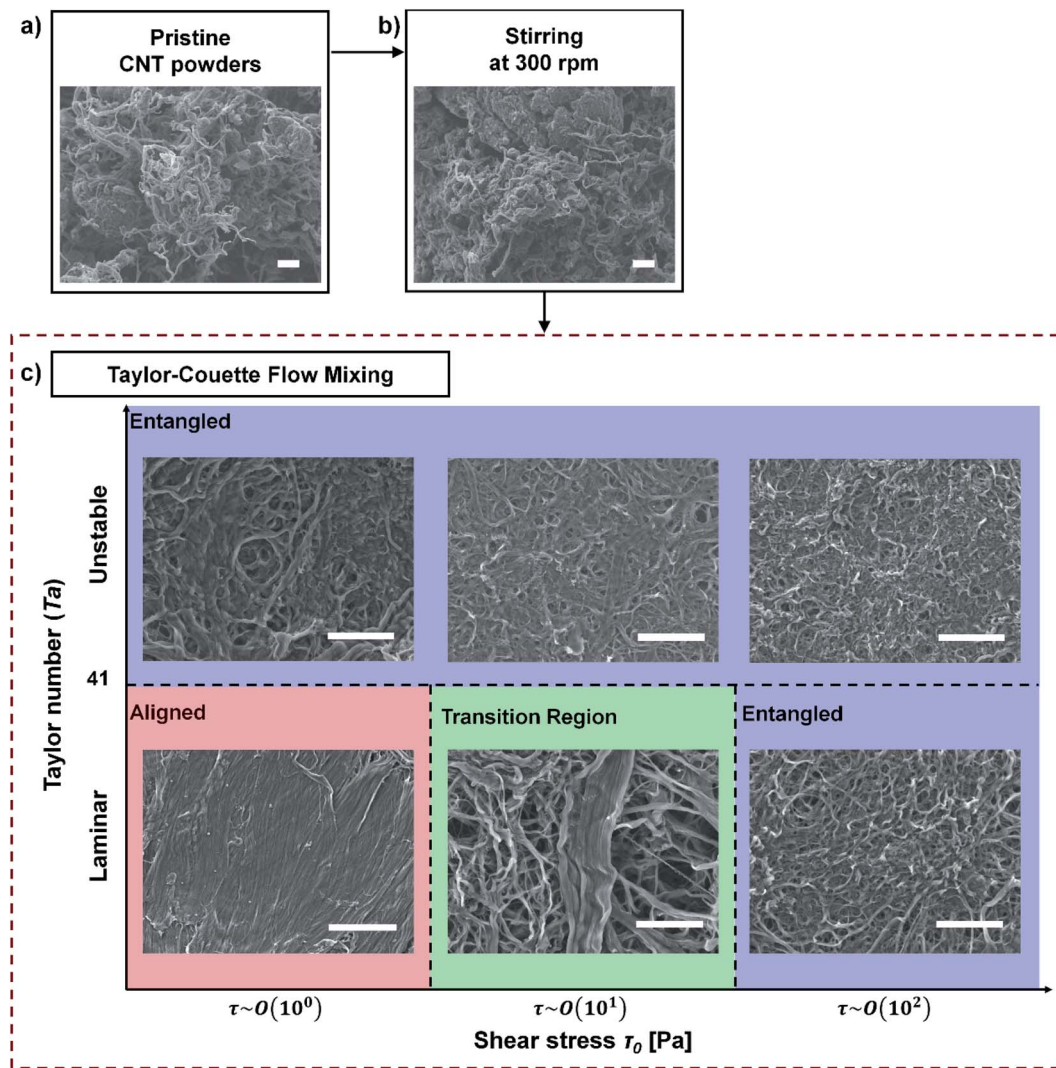 a)
Pristine
CNT powders
b)
Stirring
at 300 rpm
c)
Taylor-Couette Flow Mixing
Taylor number (Ta)
Unstable
41
Laminar
Entangled
Aligned
Transition Region
Entangled
τ~O(10⁰)
τ~O(10¹)
τ~O(10²)
Shear stress τ₀ [Pa]